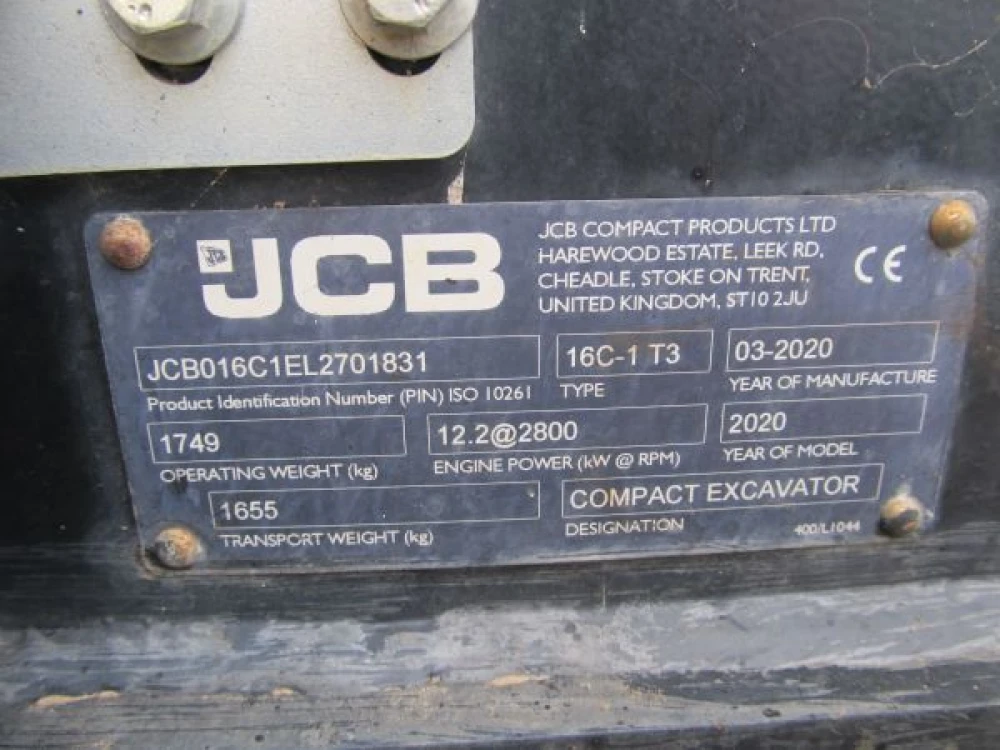 JCB
JCB COMPACT PRODUCTS LTD
HAREWOOD ESTATE, LEEK RD,
CHEADLE, STOKE ON TRENT,
UNITED KINGDOM, ST10 2JU
CE
JCB016C1EL2701831
Product Identification Number (PIN) ISO 10261
16C-1 T3
TYPE
03-2020
YEAR OF MANUFACTURE
1749
OPERATING WEIGHT (kg)
12.2@2800
ENGINE POWER (kW @ RPM)
2020
YEAR OF MODEL
1655
TRANSPORT WEIGHT (kg)
COMPACT EXCAVATOR
DESIGNATION
400/L1044